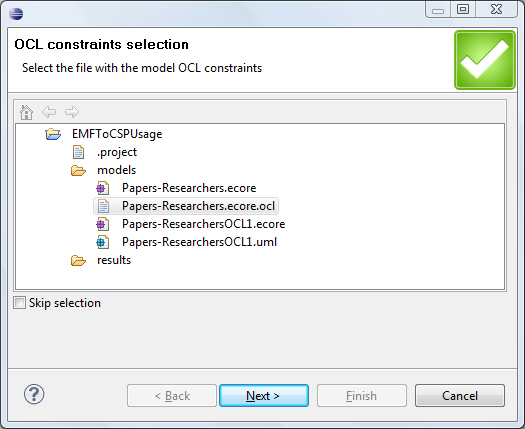 OCL constraints selection
Select the file with the model OCL constraints
EMFToCSPUsage
.project
models
Papers-Researchers.ecore
Papers-Researchers.ecore.ocl
Papers-ResearchersOCL1.ecore
Papers-ResearchersOCL1.uml
results
Skip selection
? < Back Next > Finish Cancel